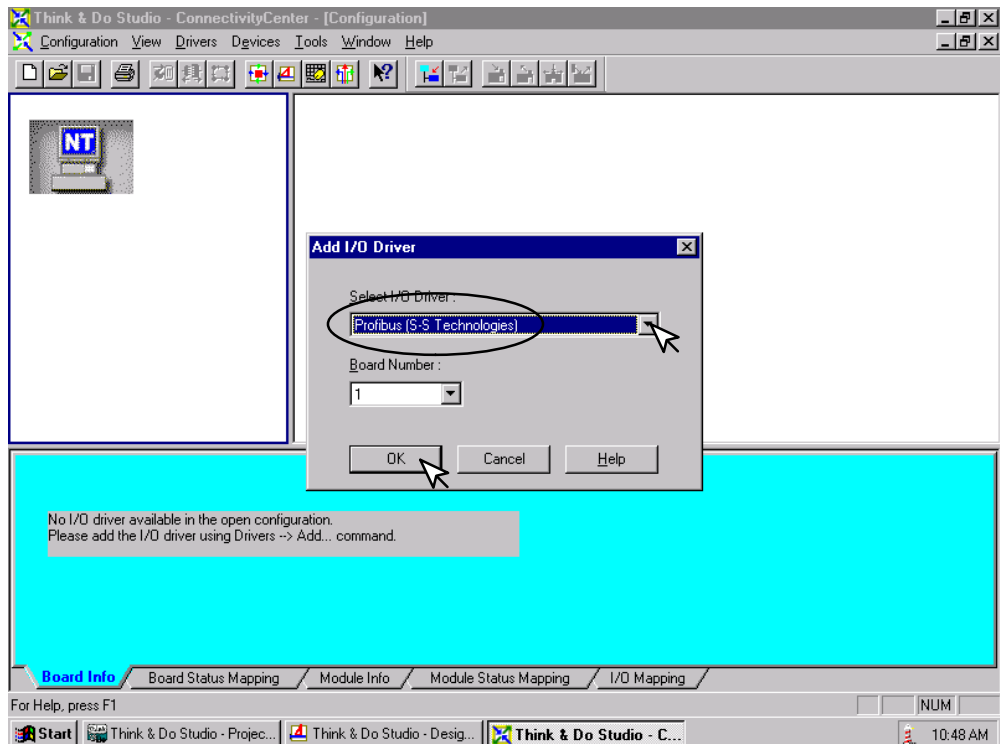 Think & Do Studio - ConnectivityCenter - [Configuration]
Configuration View Drivers Devices Tools Window Help
NT
Add I/O Driver
Select I/O Driver :
Profibus (S-S Technologies)
Board Number :
1
OK Cancel Help
No I/O driver available in the open configuration.
Please add the I/O driver using Drivers --> Add... command.
Board Info Board Status Mapping Module Info Module Status Mapping I/O Mapping
For Help, press F1 NUM
Start Think & Do Studio - Projec... Think & Do Studio - Desig... Think & Do Studio - C... 10:48 AM